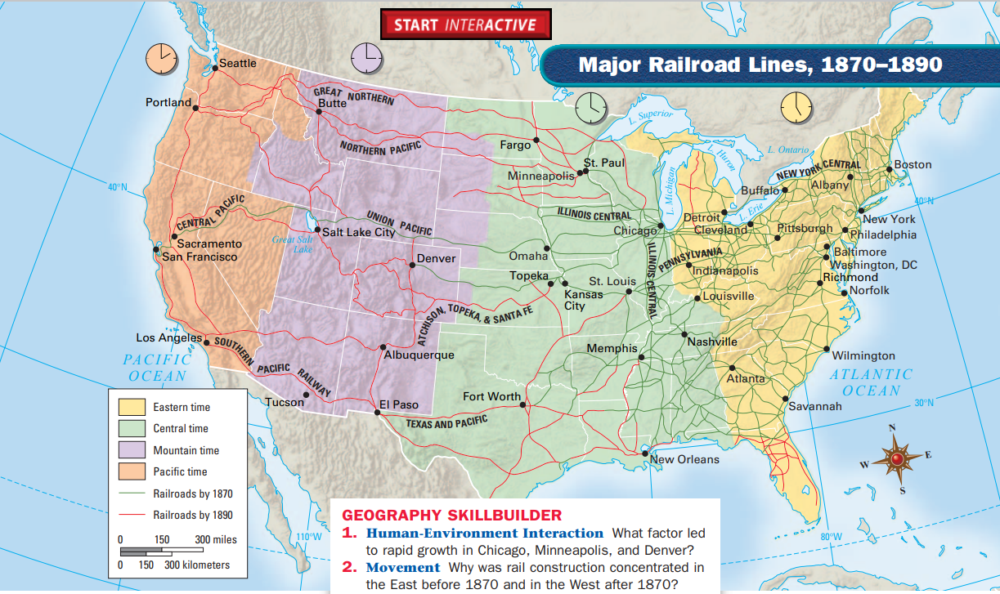 START INTERACTIVE
Major Railroad Lines, 1870–1890
Seattle
Portland
GREAT NORTHERN
Butte
NORTHERN PACIFIC
Fargo
St. Paul
Minneapolis
L. Superior
L. Michigan
L. Huron
L. Ontario
L. Erie
NEW YORK CENTRAL
Boston
Albany
Buffalo
40°N
40°N
CENTRAL PACIFIC
UNION PACIFIC
ILLINOIS CENTRAL
Chicago
Detroit
Cleveland
Pittsburgh
New York
Philadelphia
Sacramento
San Francisco
Great Salt
Lake
Salt Lake City
Denver
Omaha
Topeka
Kansas
City
St. Louis
ILLINOIS CENTRAL
PENNSYLVANIA
Indianapolis
Louisville
Baltimore
Washington, DC
Richmond
Norfolk
ATCHISON, TOPEKA, & SANTA FE
Los Angeles
SOUTHERN PACIFIC RAILWAY
PACIFIC
OCEAN
Albuquerque
Memphis
Nashville
Wilmington
ATLANTIC
OCEAN
Atlanta
Savannah
30°N
Tucson
El Paso
Fort Worth
TEXAS AND PACIFIC
New Orleans
N
W
E
S
Eastern time
Central time
Mountain time
Pacific time
Railroads by 1870
Railroads by 1890
0 150 300 miles
0 150 300 kilometers
110°W
80°W
GEOGRAPHY SKILLBUILDER
1. Human-Environment Interaction What factor led
to rapid growth in Chicago, Minneapolis, and Denver?
2. Movement Why was rail construction concentrated in
the East before 1870 and in the West after 1870?